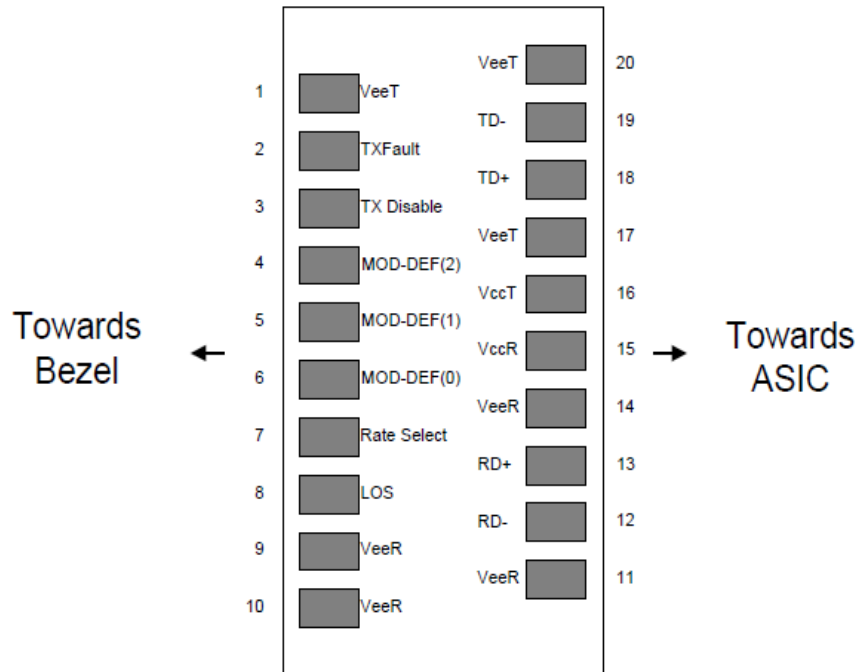 VeeT 20
1 VeeT
TD- 19
2 TXFault
TD+ 18
3 TX Disable
VeeT 17
4 MOD-DEF(2)
VccT 16
5 MOD-DEF(1)
Towards
Bezel
VccR 15
Towards
ASIC
6 MOD-DEF(0)
VeeR 14
7 Rate Select
RD+ 13
8 LOS
RD- 12
9 VeeR
VeeR 11
10 VeeR